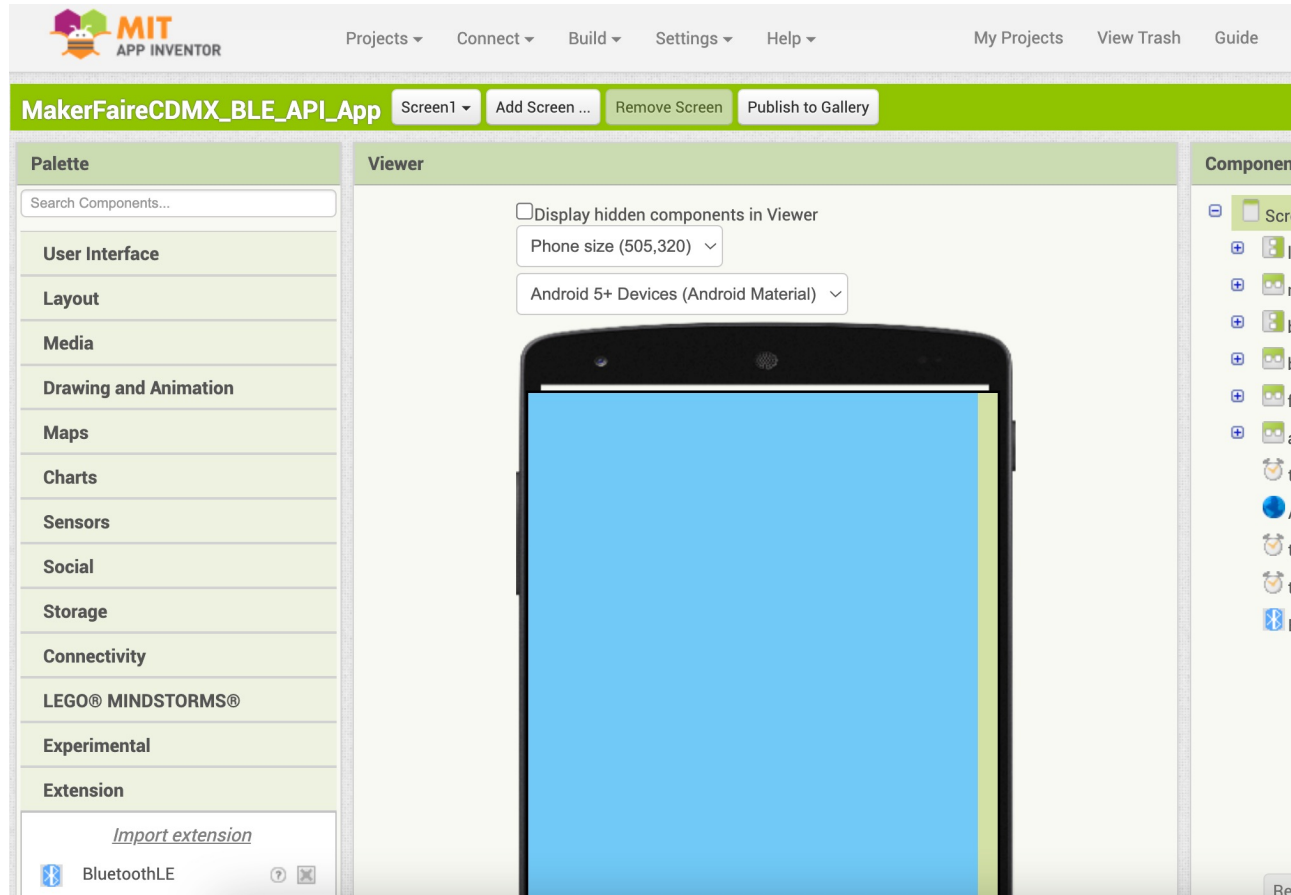 MIT
APP INVENTOR
Projects Connect Build Settings Help My Projects View Trash Guide
MakerFaireCDMX_BLE_API_App Screen1 Add Screen ... Remove Screen Publish to Gallery
Palette
Search Components...
User Interface
Layout
Media
Drawing and Animation
Maps
Charts
Sensors
Social
Storage
Connectivity
LEGO® MINDSTORMS®
Experimental
Extension
Import extension
BluetoothLE
Viewer
Display hidden components in Viewer
Phone size (505,320)
Android 5+ Devices (Android Material)